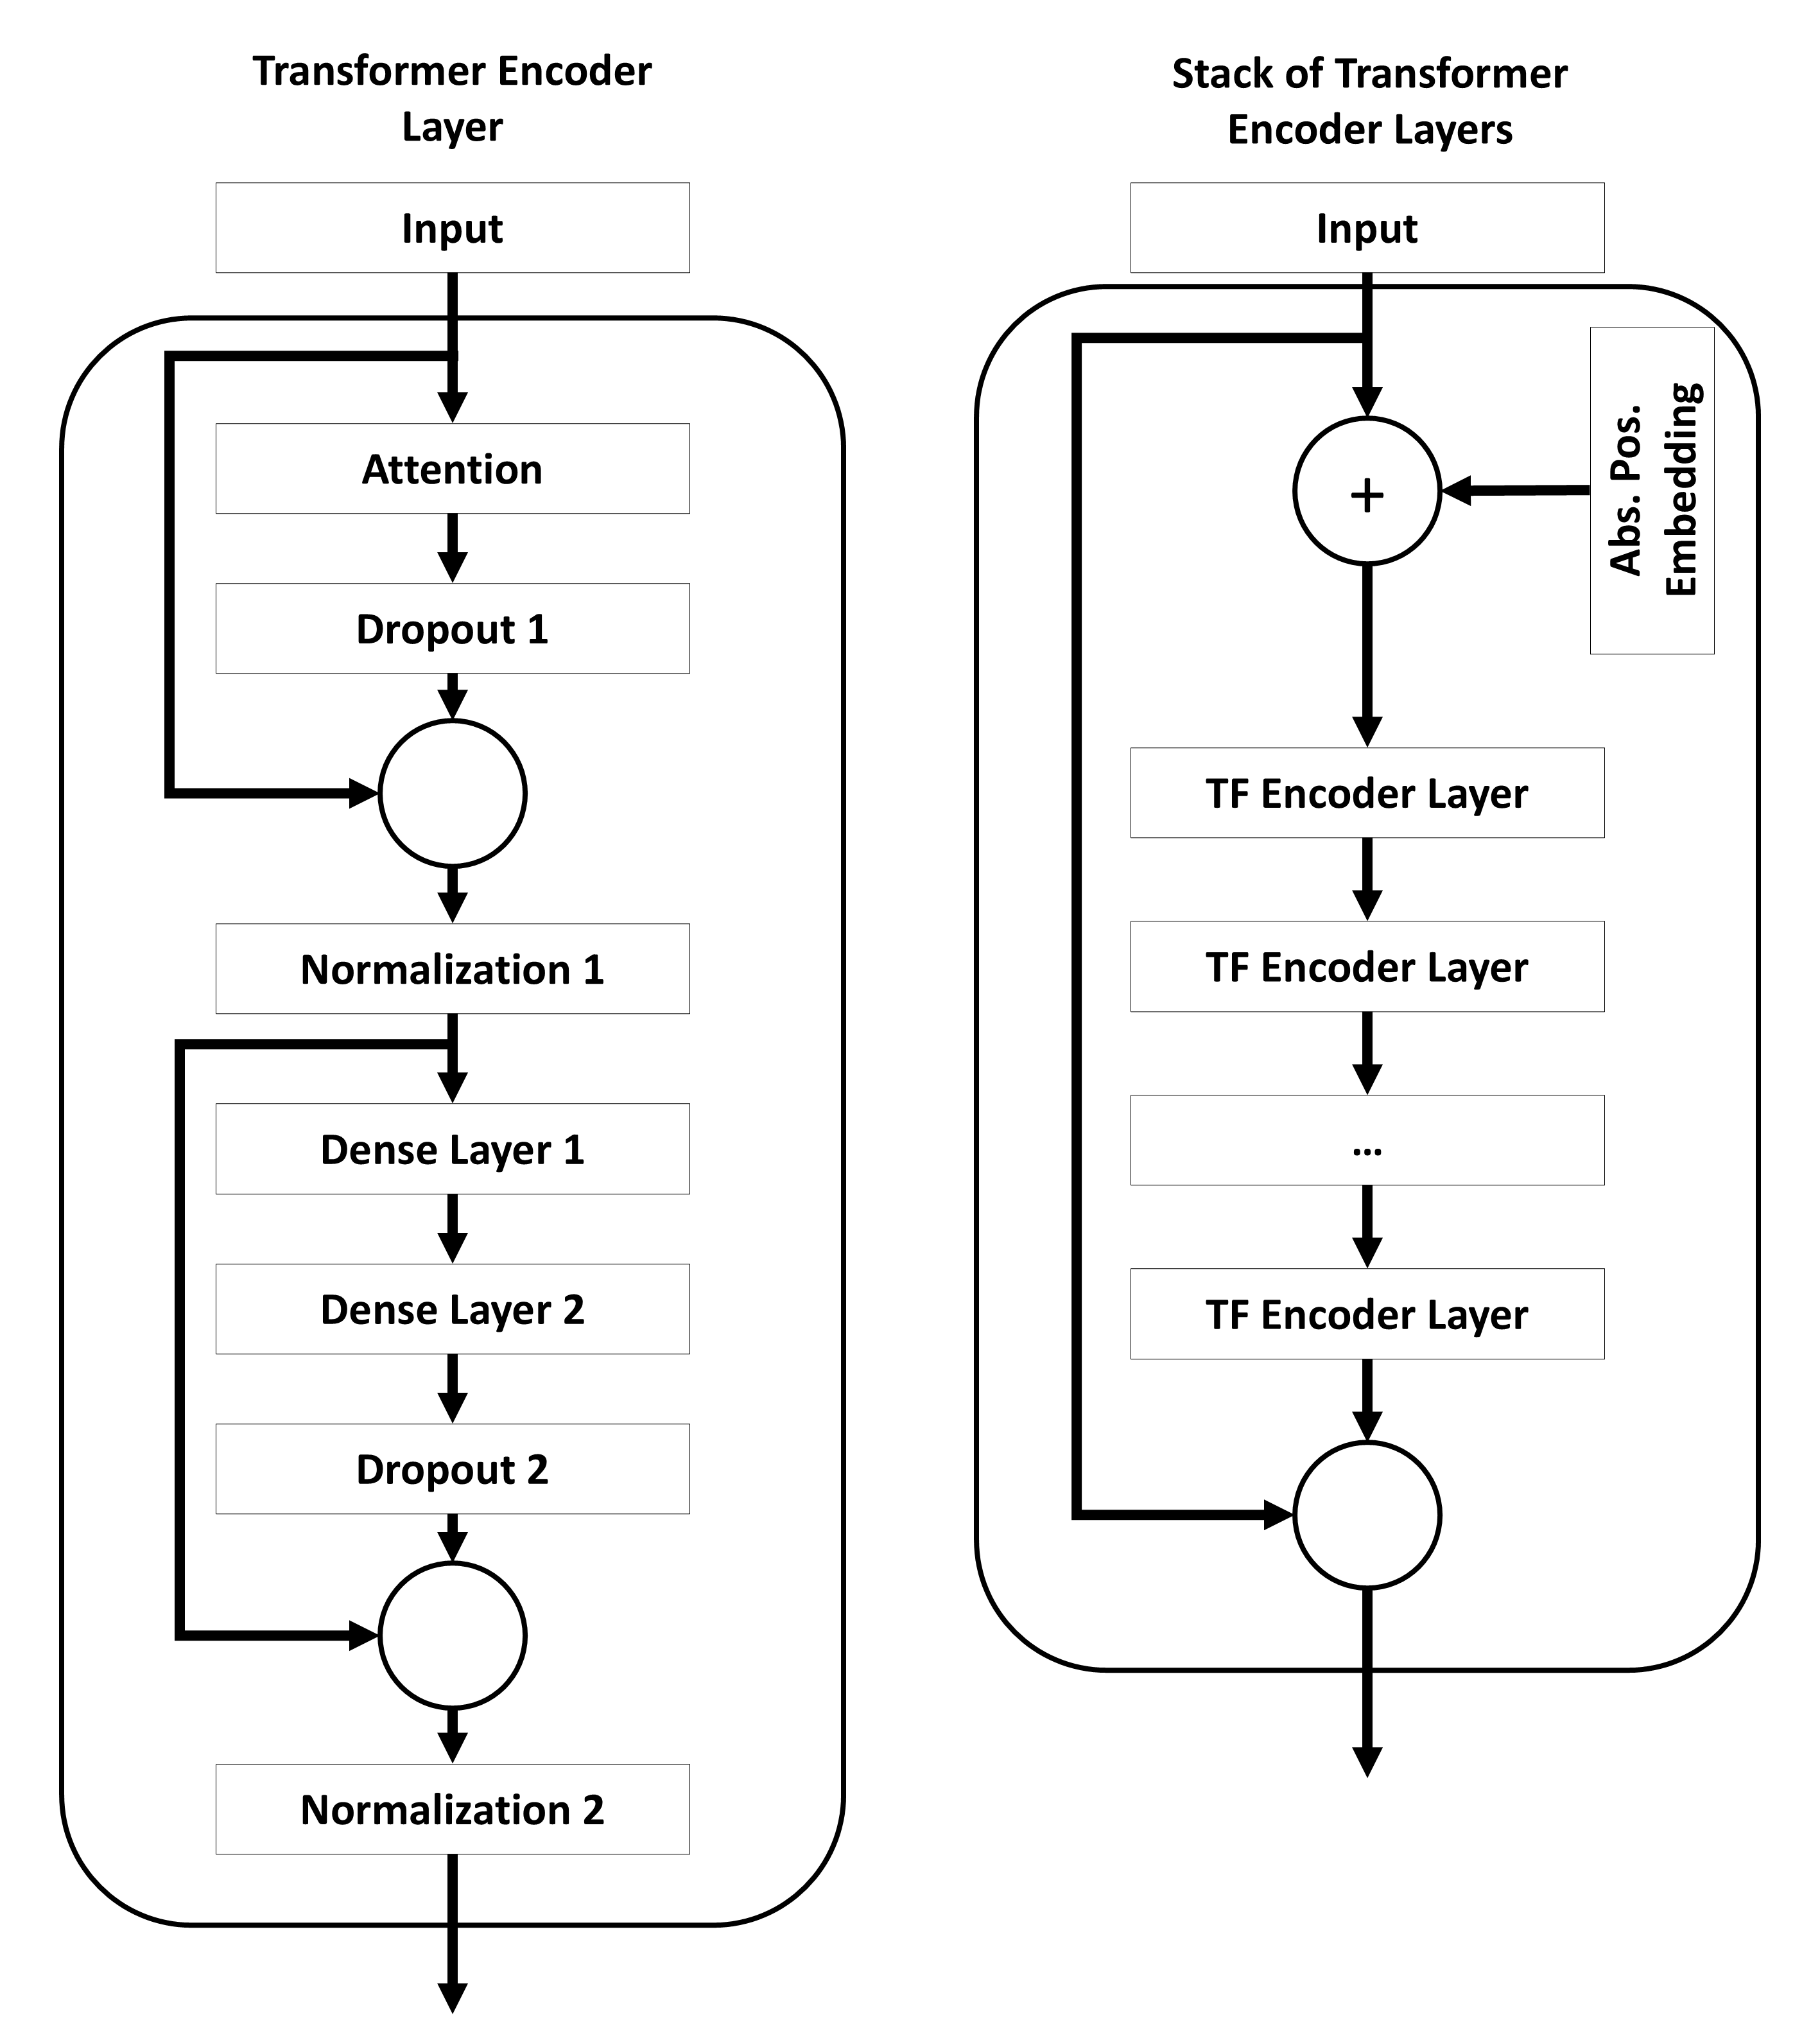 Transformer Encoder
Layer
Input
Attention
Dropout 1
Normalization 1
Dense Layer 1
Dense Layer 2
Dropout 2
Normalization 2
Stack of Transformer
Encoder Layers
Input
+
Abs. Pos.
Embedding
TF Encoder Layer
TF Encoder Layer
...
TF Encoder Layer